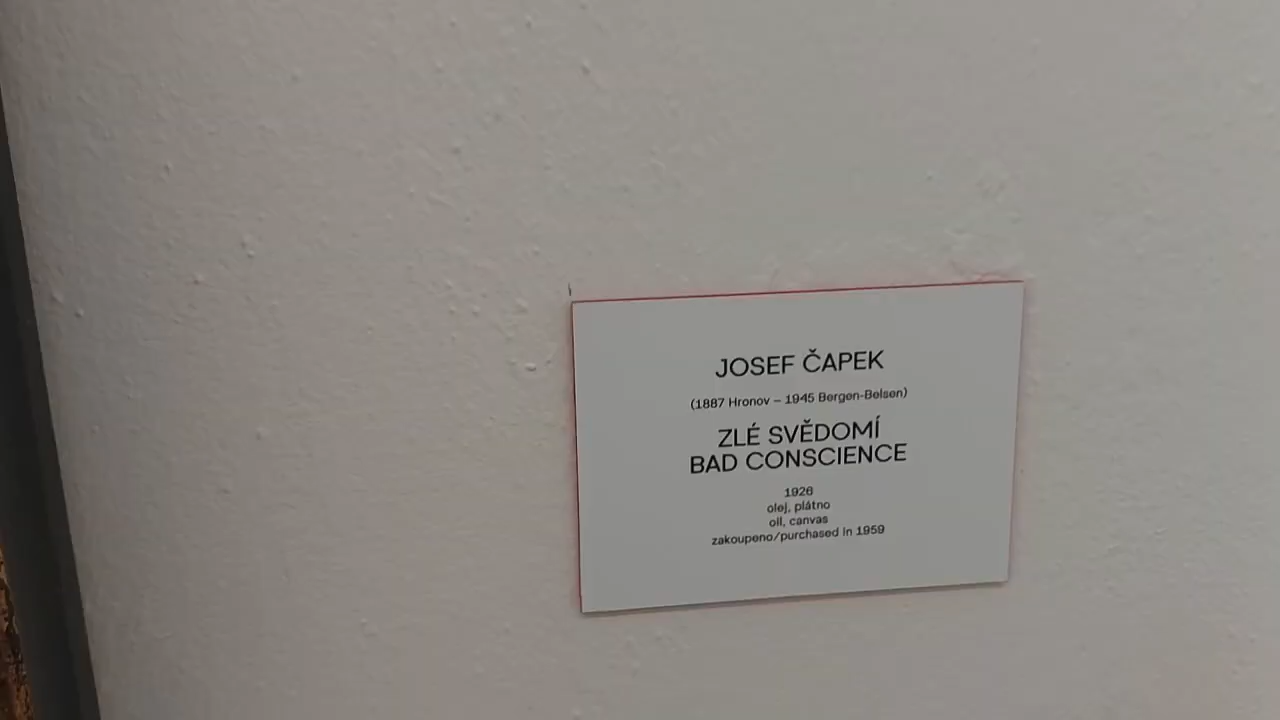 JOSEF ČAPEK
(1887 Hronov – 1945 Bergen-Belsen)
ZLÉ SVĚDOMÍ
BAD CONSCIENCE
1926
olej, plátno
oil, canvas
zakoupeno/purchased in 1959